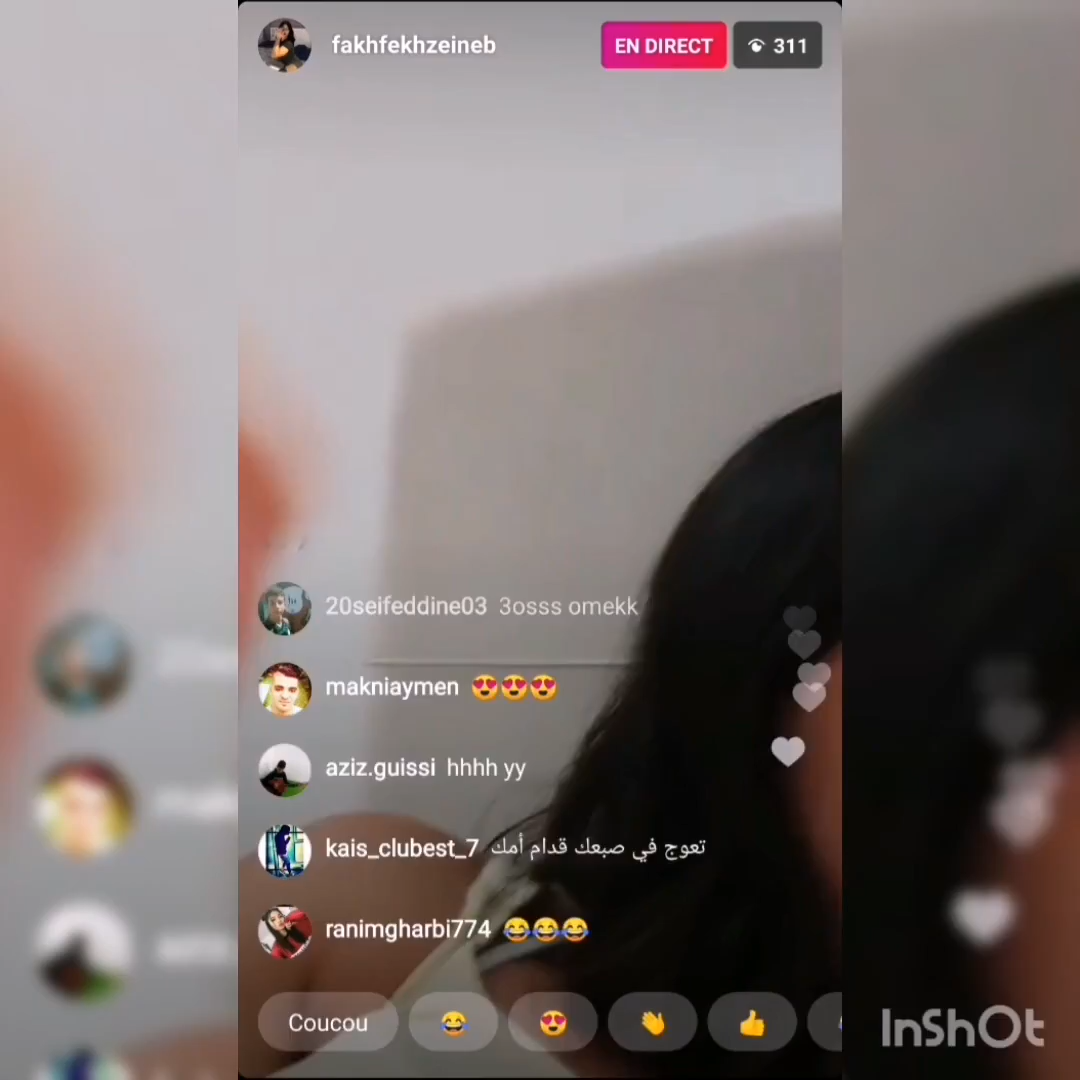 fakhfekhzeineb
EN DIRECT
311
20seifeddine03 3osss omekk
makniaymen 😍😍😍
aziz.guissi hhhh yy
kais_clubest_7 تعوج في صبعك قدام أمك
ranimgharbi774 😂😂😂
Coucou 😂 😍 👋 👍
InShOt